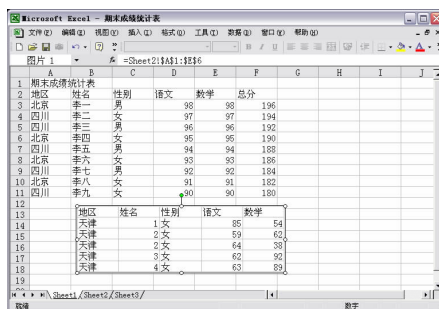 Microsoft Excel - 期末成绩统计表
文件(F) 编辑(E) 视图(V) 插入(I) 格式(O) 工具(T) 数据(D) 窗口(W) 帮助(H)
图片 1 fx =Sheet2!$A$1:$E$6
A B C D E F G H I J
1 期末成绩统计表
2 地区 姓名 性别 语文 数学 总分
3 北京 李一 男 98 98 196
4 四川 李二 女 97 97 194
5 四川 李三 男 96 96 192
6 北京 李四 女 95 95 190
7 四川 李五 男 94 94 188
8 北京 李六 女 93 93 186
9 四川 李七 男 92 92 184
10 北京 李八 女 91 91 182
11 四川 李九 女 90 90 180
12
13 地区 姓名 性别 语文 数学
14 天津 1 女 85 54
15 天津 2 女 59 62
16 天津 2 女 64 38
17 天津 3 女 62 92
18 天津 4 女 63 89
19
Sheet1 Sheet2 Sheet3
就绪 数字